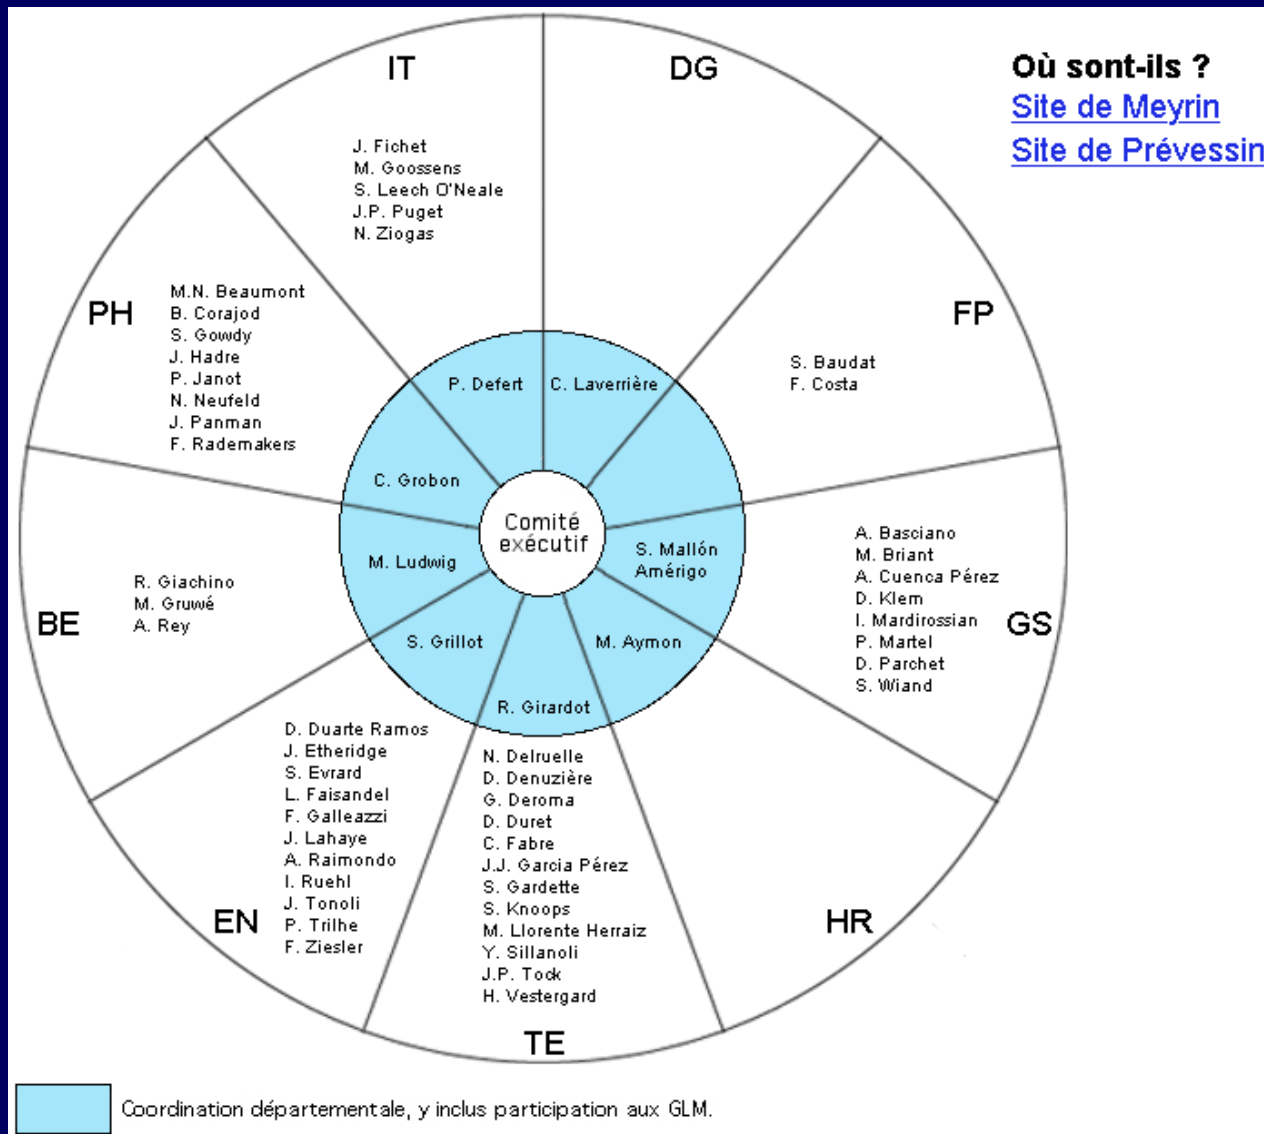 IT
DG
Où sont-ils ?
Site de Meyrin
Site de Prévessin
J. Fichet
M. Goossens
S. Leech O'Neale
J.P. Puget
N. Ziogas
PH
M.N. Beaumont
B. Corajod
S. Gowdy
J. Hadre
P. Janot
N. Neufeld
J. Panman
F. Rademakers
FP
S. Baudat
F. Costa
P. Defert
C. Laverrière
C. Grobon
Comité
exécutif
M. Ludwig
S. Mallón
Amérigo
S. Grillot
M. Aymon
R. Girardot
BE
R. Giachino
M. Gruwé
A. Rey
A. Basciano
M. Briant
A. Cuenca Pérez
D. Klem
I. Mardirossian
P. Martel
D. Parchet
S. Wiand
GS
EN
D. Duarte Ramos
J. Etheridge
S. Evrard
L. Faisandel
F. Galleazzi
J. Lahaye
A. Raimondo
I. Ruehl
J. Tonoli
P. Trilhe
F. Ziesler
N. Delruelle
D. Denuzière
G. Deroma
D. Duret
C. Fabre
J.J. Garcia Pérez
S. Gardette
S. Knoops
M. Llorente Herraiz
Y. Sillanoli
J.P. Tock
H. Vestergard
TE
HR
Coordination départementale, y inclus participation aux GLM.